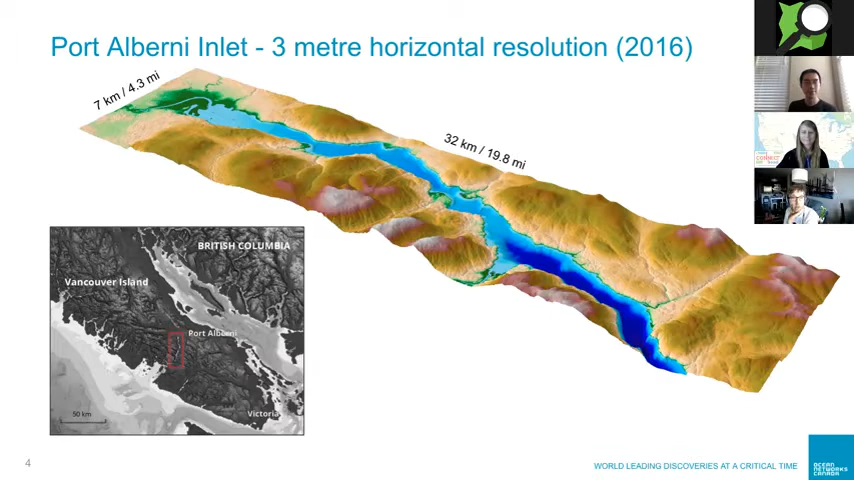 Port Alberni Inlet - 3 metre horizontal resolution (2016)
7 km / 4.3 mi
32 km / 19.8 mi
BRITISH COLUMBIA
Vancouver Island
Port Alberni
Victoria
50 km
CONNECT
4
WORLD LEADING DISCOVERIES AT A CRITICAL TIME
OCEAN
NETWORKS
CANADA